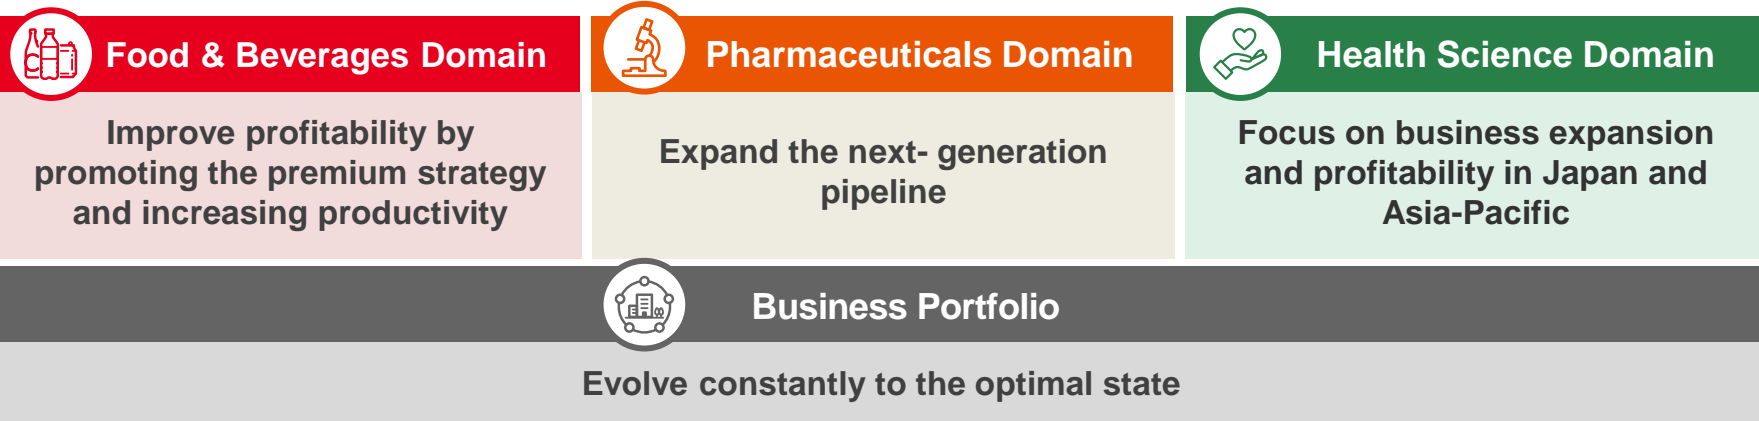 Food & Beverages Domain
Improve profitability by
promoting the premium strategy
and increasing productivity
Pharmaceuticals Domain
Expand the next- generation
pipeline
Health Science Domain
Focus on business expansion
and profitability in Japan and
Asia-Pacific
Business Portfolio
Evolve constantly to the optimal state